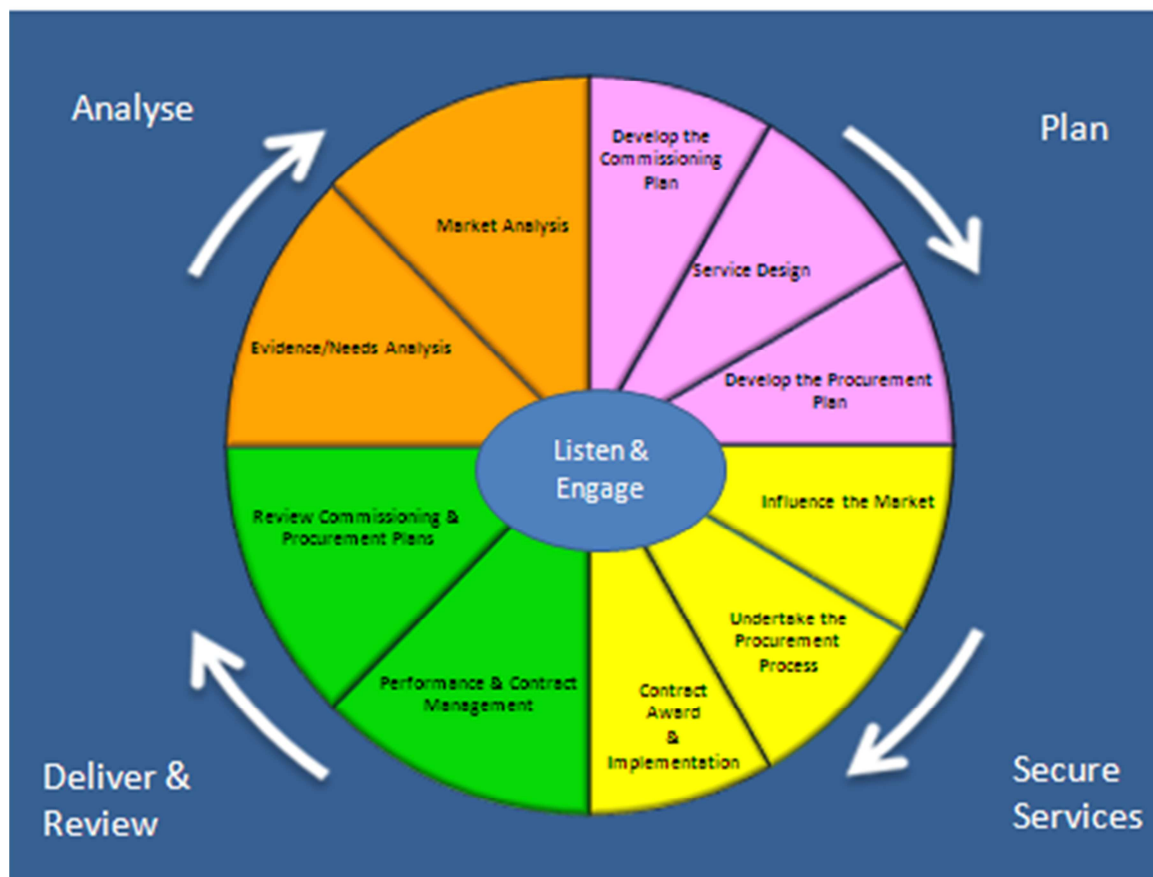 Analyse
Plan
Develop the
Commissioning
Plan
Market Analysis
Service Design
Evidence/Needs Analysis
Develop the Procurement
Plan
Listen &
Engage
Influence the Market
Review Commissioning &
Procurement Plans
Undertake the
Procurement
Process
Performance & Contract
Management
Contract
Award
&
Implementation
Deliver &
Review
Secure
Services